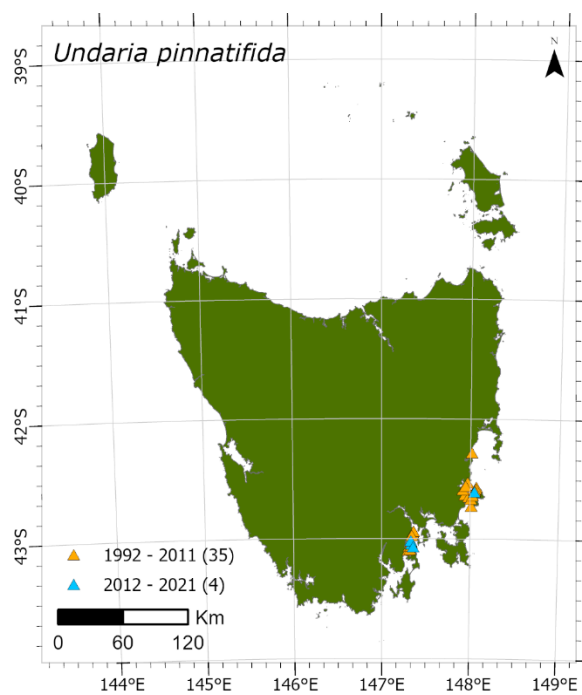 Undaria pinnatifida
N
39°S
40°S
41°S
42°S
43°S
1992 - 2011 (35)
2012 - 2021 (4)
Km
0 60 120
144°E 145°E 146°E 147°E 148°E 149°E